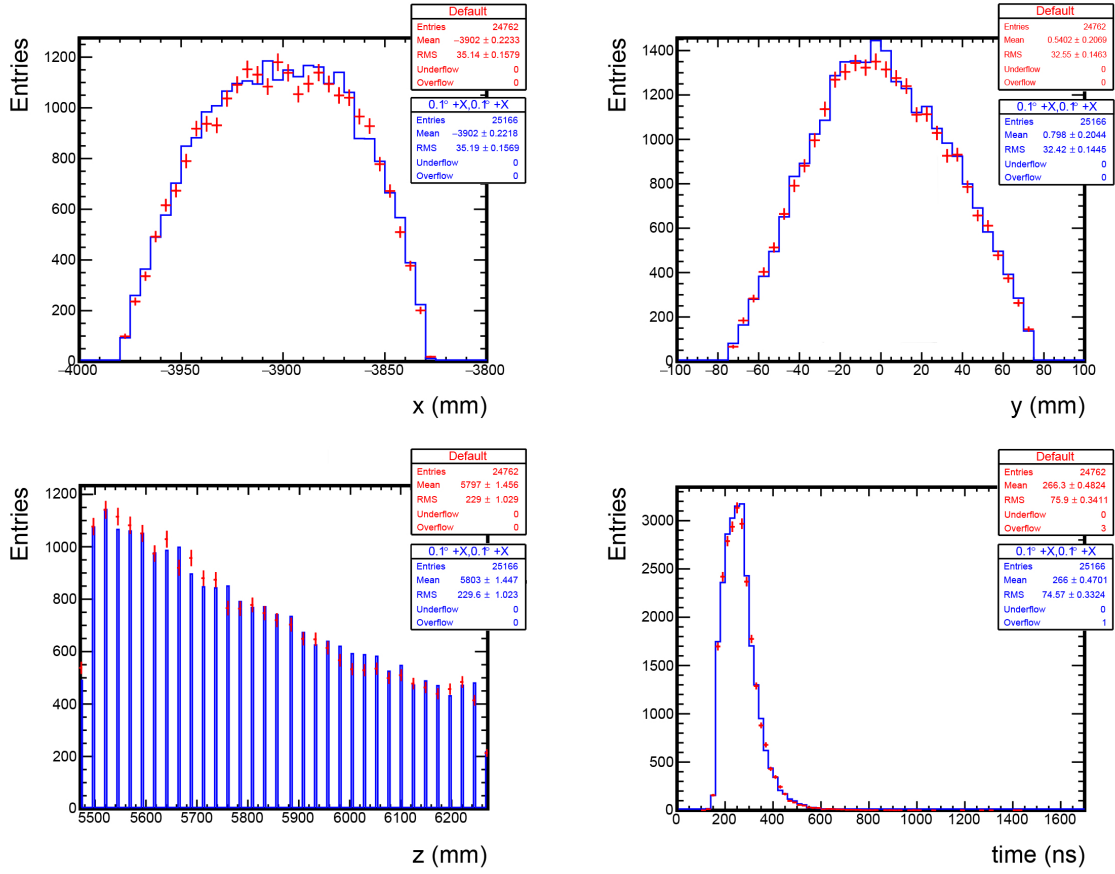 Default
Entries 24762
Mean −3902 ± 0.2233
RMS 35.14 ± 0.1579
Underflow 0
Overflow 0
0.1° +X,0.1° +X
Entries 25166
Mean −3902 ± 0.2218
RMS 35.19 ± 0.1569
Underflow 0
Overflow 0
Entries
1200
1000
800
600
400
200
0
−4000 −3950 −3900 −3850 −3800
x (mm)
Default
Entries 24762
Mean 0.5402 ± 0.2069
RMS 32.55 ± 0.1463
Underflow 0
Overflow 0
0.1° +X,0.1° +X
Entries 25166
Mean 0.798 ± 0.2044
RMS 32.42 ± 0.1445
Underflow 0
Overflow 0
Entries
1400
1200
1000
800
600
400
200
0
−100 −80 −60 −40 −20 0 20 40 60 80 100
y (mm)
Default
Entries 24762
Mean 5797 ± 1.456
RMS 229 ± 1.029
Underflow 0
Overflow 0
0.1° +X,0.1° +X
Entries 25166
Mean 5803 ± 1.447
RMS 229.6 ± 1.023
Underflow 0
Overflow 0
Entries
1200
1000
800
600
400
200
0
5500 5600 5700 5800 5900 6000 6100 6200
z (mm)
Default
Entries 24762
Mean 266.3 ± 0.4824
RMS 75.9 ± 0.3411
Underflow 0
Overflow 3
0.1° +X,0.1° +X
Entries 25166
Mean 266 ± 0.4701
RMS 74.57 ± 0.3324
Underflow 0
Overflow 1
Entries
3000
2500
2000
1500
1000
500
0
0 200 400 600 800 1000 1200 1400 1600
time (ns)